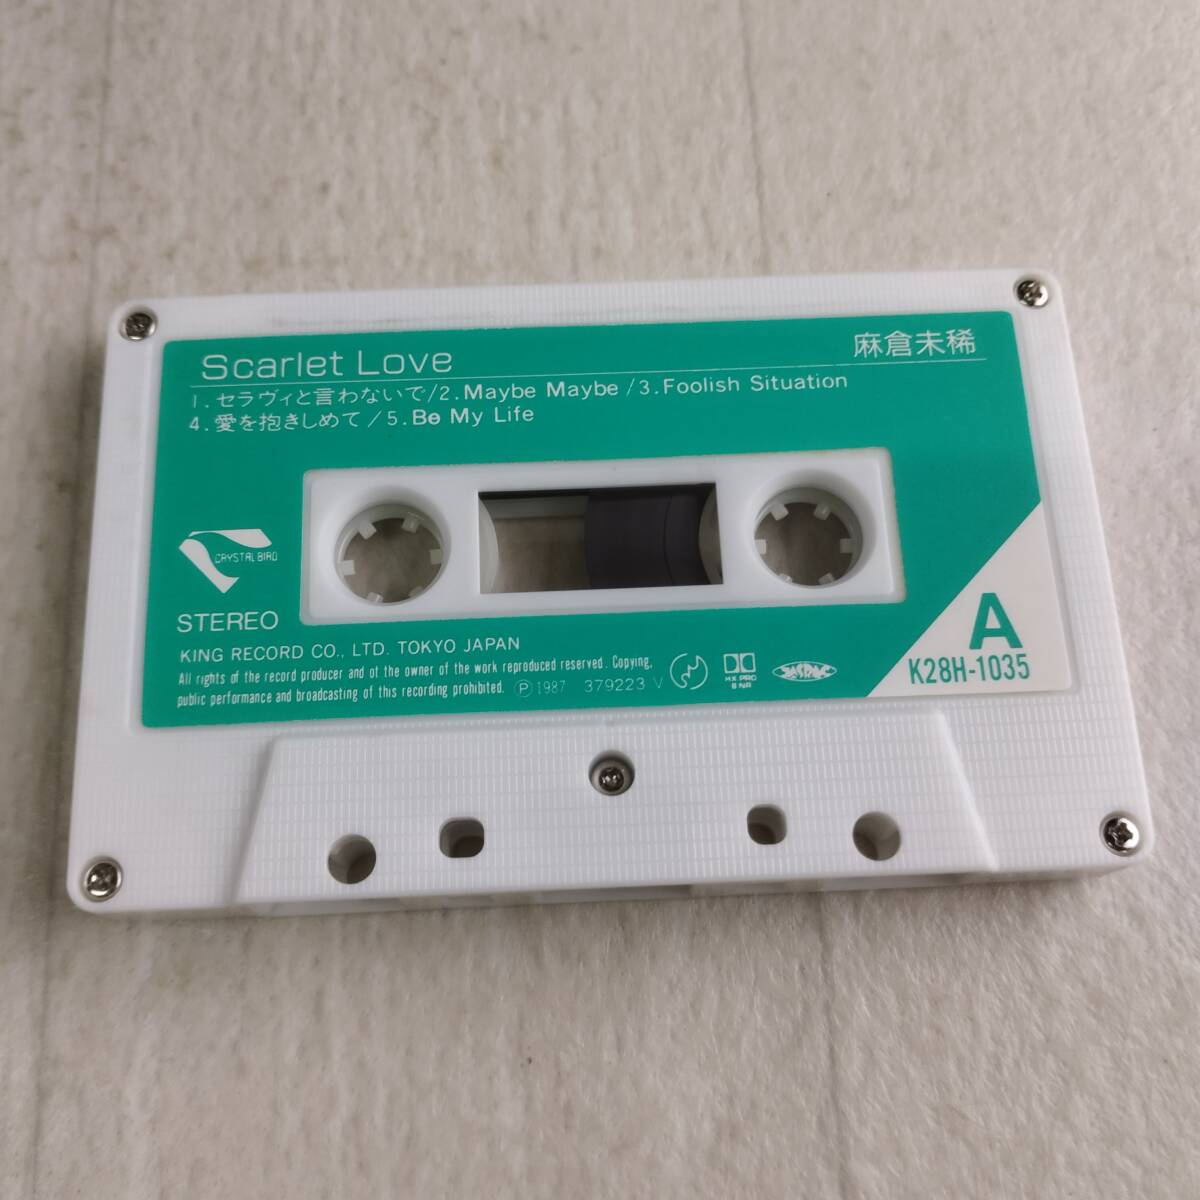 Scarlet Love
麻倉未稀
1. セラヴィと言わないで/2. Maybe Maybe /3. Foolish Situation
4. 愛を抱きしめて/5. Be My Life
CRYSTAL BIRD
STEREO
KING RECORD CO., LTD. TOKYO JAPAN
All rights of the record producer and of the owner of the work reproduced reserved. Copying,
public performance and broadcasting of this recording prohibited. Ⓟ1987 379223 V
HX PRO
B NR
JASRAC
A
K28H-1035